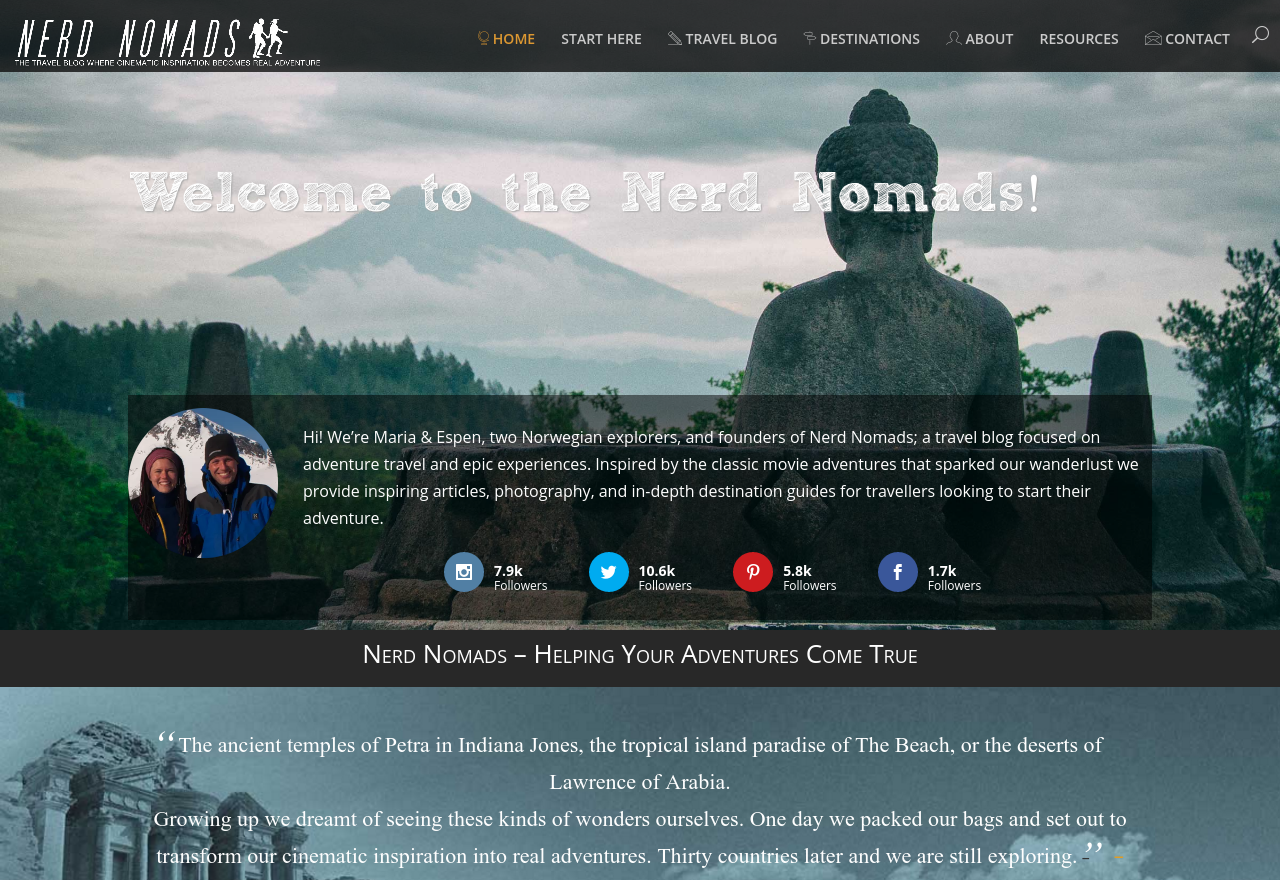 NERD NOMADS
THE TRAVEL BLOG WHERE CINEMATIC INSPIRATION BECOMES REAL ADVENTURE
HOME START HERE TRAVEL BLOG DESTINATIONS ABOUT RESOURCES CONTACT
Welcome to the Nerd Nomads!
Hi! We’re Maria & Espen, two Norwegian explorers, and founders of Nerd Nomads; a travel blog focused on
adventure travel and epic experiences. Inspired by the classic movie adventures that sparked our wanderlust we
provide inspiring articles, photography, and in-depth destination guides for travellers looking to start their
adventure.
7.9k 10.6k 5.8k 1.7k
Followers Followers Followers Followers
Nerd Nomads – Helping Your Adventures Come True
“The ancient temples of Petra in Indiana Jones, the tropical island paradise of The Beach, or the deserts of
Lawrence of Arabia.
Growing up we dreamt of seeing these kinds of wonders ourselves. One day we packed our bags and set out to
transform our cinematic inspiration into real adventures. Thirty countries later and we are still exploring.”